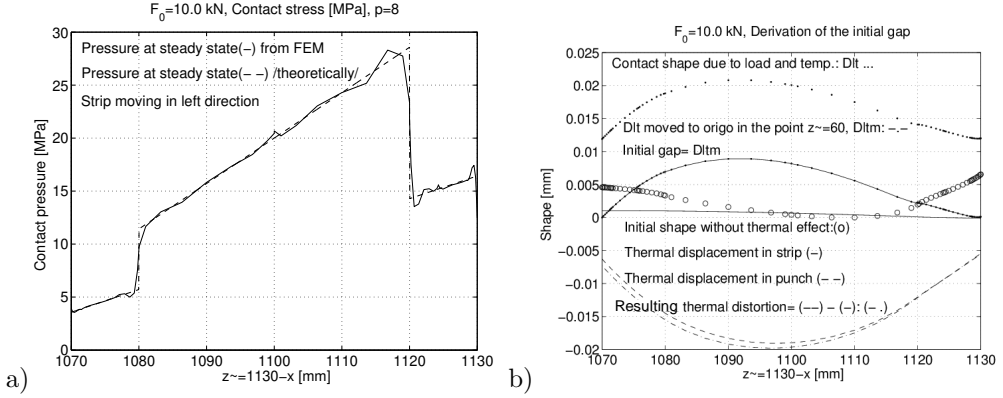 F0=10.0 kN, Contact stress [MPa], p=8
30
25
20
15
10
5
0
Contact pressure [MPa]
Pressure at steady state(−) from FEM
Pressure at steady state(− −) /theoretically/
Strip moving in left direction
1070 1080 1090 1100 1110 1120 1130
z~=1130−x [mm]
a)
F0=10.0 kN, Derivation of the initial gap
0.025
0.02
0.015
0.01
0.005
0
−0.005
−0.01
−0.015
−0.02
Shape [mm]
Contact shape due to load and temp.: Dlt ...
Dlt moved to origo in the point z~=60, Dltm: −.−
Initial gap= Dltm
Initial shape without thermal effect:(o)
Thermal displacement in strip (−)
Thermal displacement in punch (− −)
Resulting thermal distortion= (−−) − (−): (− .)
1070 1080 1090 1100 1110 1120 1130
z~=1130−x [mm]
b)